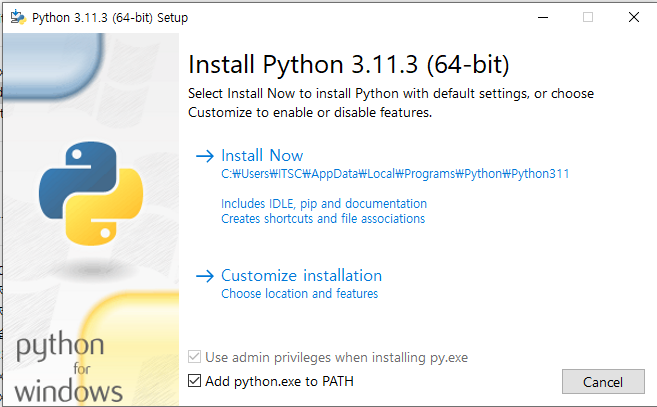 Python 3.11.3 (64-bit) Setup
Install Python 3.11.3 (64-bit)
Select Install Now to install Python with default settings, or choose
Customize to enable or disable features.
Install Now
C:₩Users₩ITSC₩AppData₩Local₩Programs₩Python₩Python311
Includes IDLE, pip and documentation
Creates shortcuts and file associations
Customize installation
Choose location and features
Use admin privileges when installing py.exe
Add python.exe to PATH
Cancel
python
for
windows